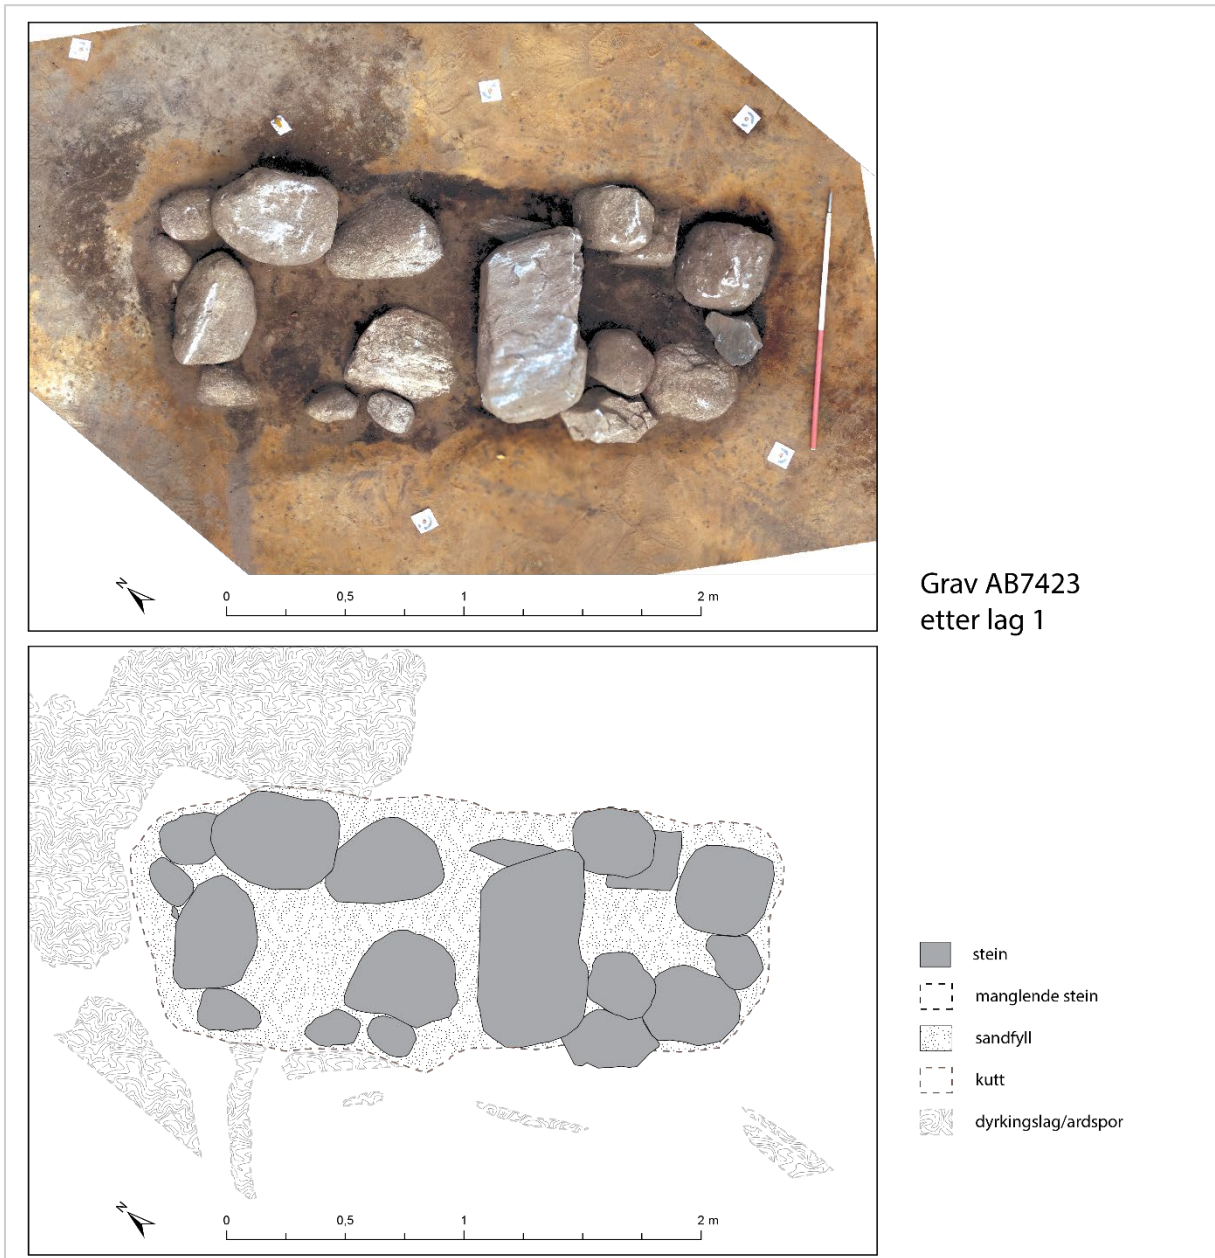 N
0
0,5
1
2 m
Grav AB7423
etter lag 1
N
0
0,5
1
2 m
stein
manglende stein
sandfyll
kutt
dyrkingslag/ardspor